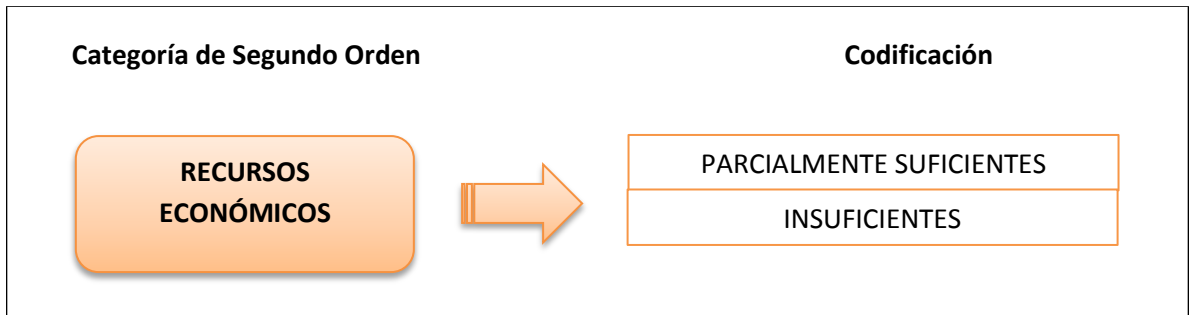 Categoría de Segundo Orden
Codificación
RECURSOS
ECONÓMICOS
PARCIALMENTE SUFICIENTES
INSUFICIENTES